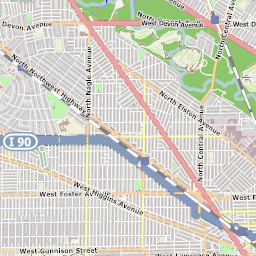 Devon Avenue
North
West Devon Avenue
North Central Avenue
North Northwest Highway
North Nagle Avenue
North Elston Avenue
I 90
North Central Avenue
West Foster Avenue
West Higgins Avenue
West Gunnison Street
West Lawrence Avenue